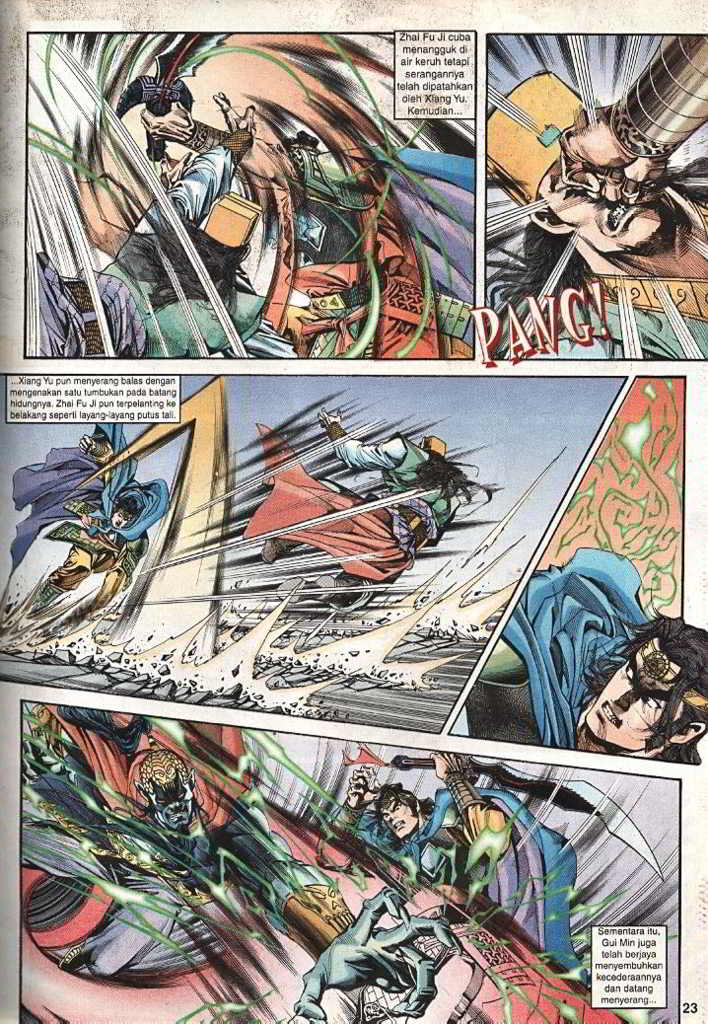 Zhai Fu Ji cuba
menangguk di
air keruh tetapi
serangannya
telah dipatahkan
oleh Xiang Yu.
Kemudian...
PANG!
...Xiang Yu pun menyerang balas dengan
mengenakan satu tumbukan pada batang
hidungnya. Zhai Fu Ji pun terpelanting ke
belakang seperti layang-layang putus tali.
Sementara itu,
Gui Min juga
telah berjaya
menyembuhkan
kecederaannya
dan datang
menyerang...
23